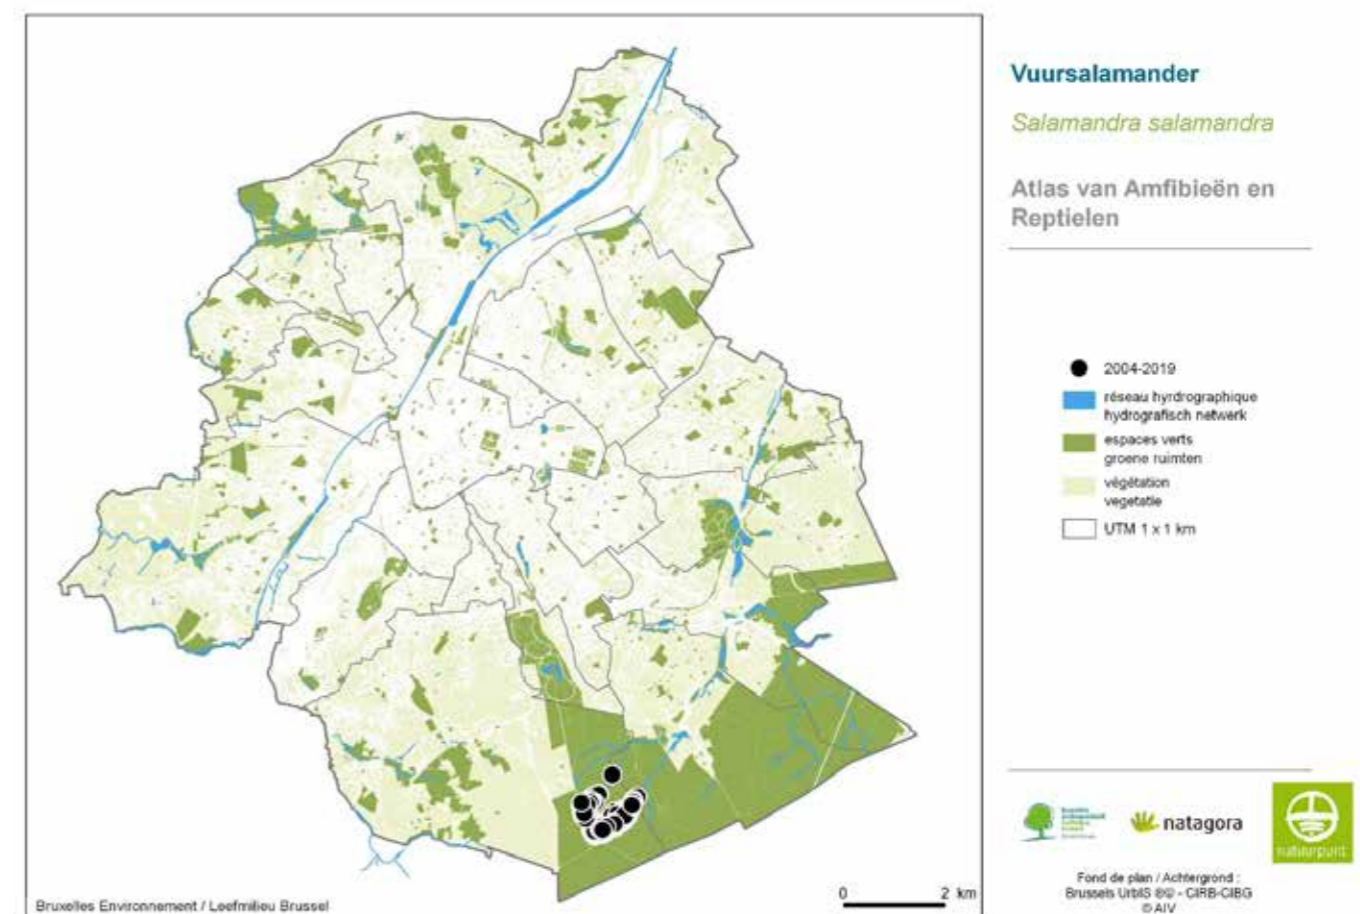 Vuursalamander
Salamandra salamandra
Atlas van Amfibieën en
Reptielen
2004-2019
réseau hyrdrographique
hydrografisch netwerk
espaces verts
groene ruimten
végétation
vegetatie
UTM 1 x 1 km
natagora
natuurpunt
Fond de plan / Achtergrond :
Brussels UrbIS ®© - CIRB-CIBG
© AIV
0 2 km
Bruxelles Environnement / Leefmilieu Brussel